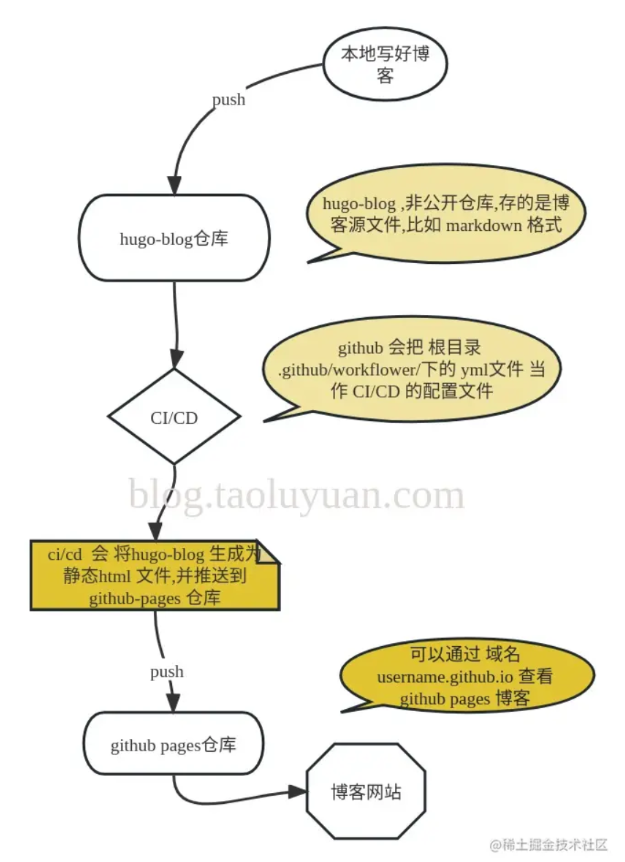 本地写好博
客
push
hugo-blog仓库
hugo-blog ,非公开仓库,存的是博
客源文件,比如 markdown 格式
github 会把 根目录
.github/workflower/下的 yml文件 当
作 CI/CD 的配置文件
CI/CD
blog.taoluyuan.com
ci/cd 会 将hugo-blog 生成为
静态html 文件,并推送到
github-pages 仓库
push
可以通过 域名
username.github.io 查看
github pages 博客
github pages仓库
博客网站
@稀土掘金技术社区